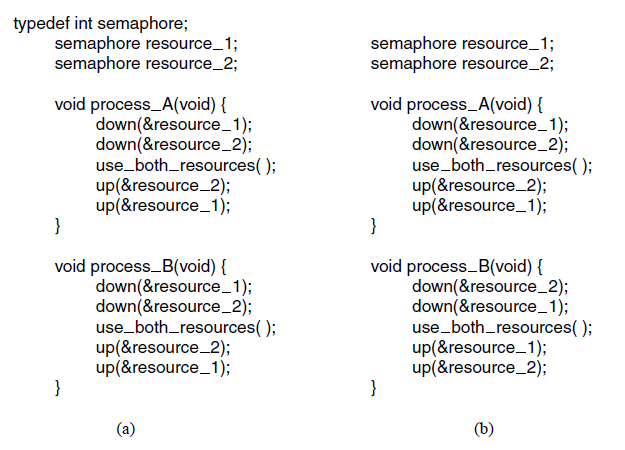 typedef int semaphore;
semaphore resource_1;
semaphore resource_2;
void process_A(void) {
down(&resource_1);
down(&resource_2);
use_both_resources( );
up(&resource_2);
up(&resource_1);
}
void process_B(void) {
down(&resource_1);
down(&resource_2);
use_both_resources( );
up(&resource_2);
up(&resource_1);
}
(a)
semaphore resource_1;
semaphore resource_2;
void process_A(void) {
down(&resource_1);
down(&resource_2);
use_both_resources( );
up(&resource_2);
up(&resource_1);
}
void process_B(void) {
down(&resource_2);
down(&resource_1);
use_both_resources( );
up(&resource_1);
up(&resource_2);
}
(b)